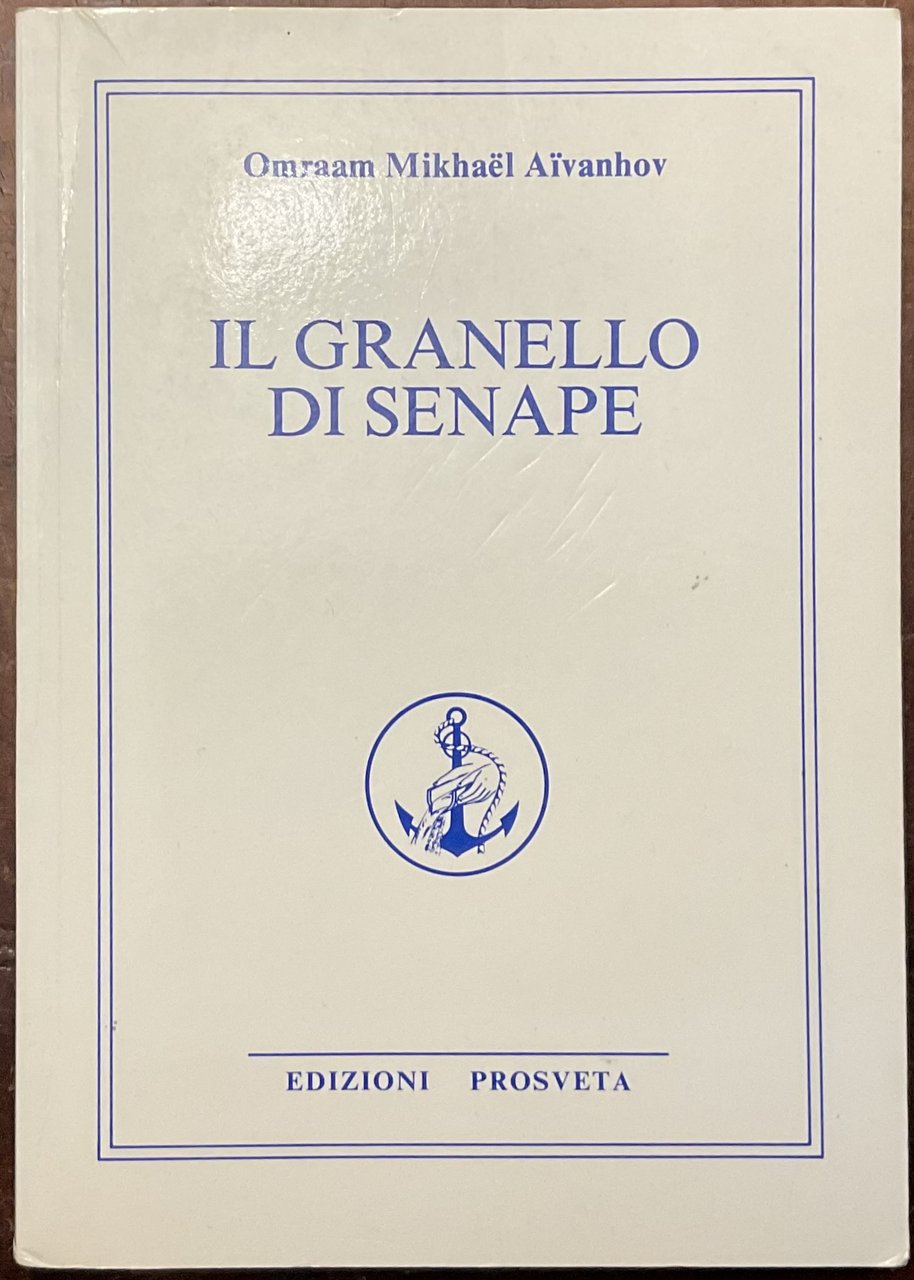 Omraam Mikhaël Aïvanhov
IL GRANELLO
DI SENAPE
EDIZIONI PROSVETA